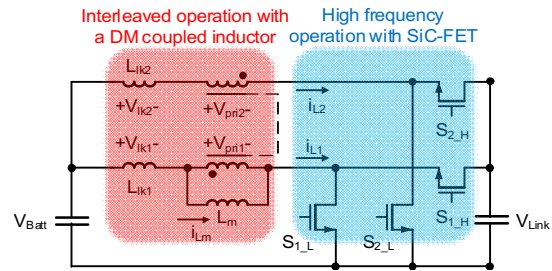 Interleaved operation with
a DM coupled inductor
High frequency
operation with SiC-FET
Llk2
+Vlk2-
+Vpri2-
iL2
S2_H
+Vlk1-
+Vpri1-
iL1
Llk1
Lm
iLm
S1_H
VBatt
S1_L
S2_L
VLink